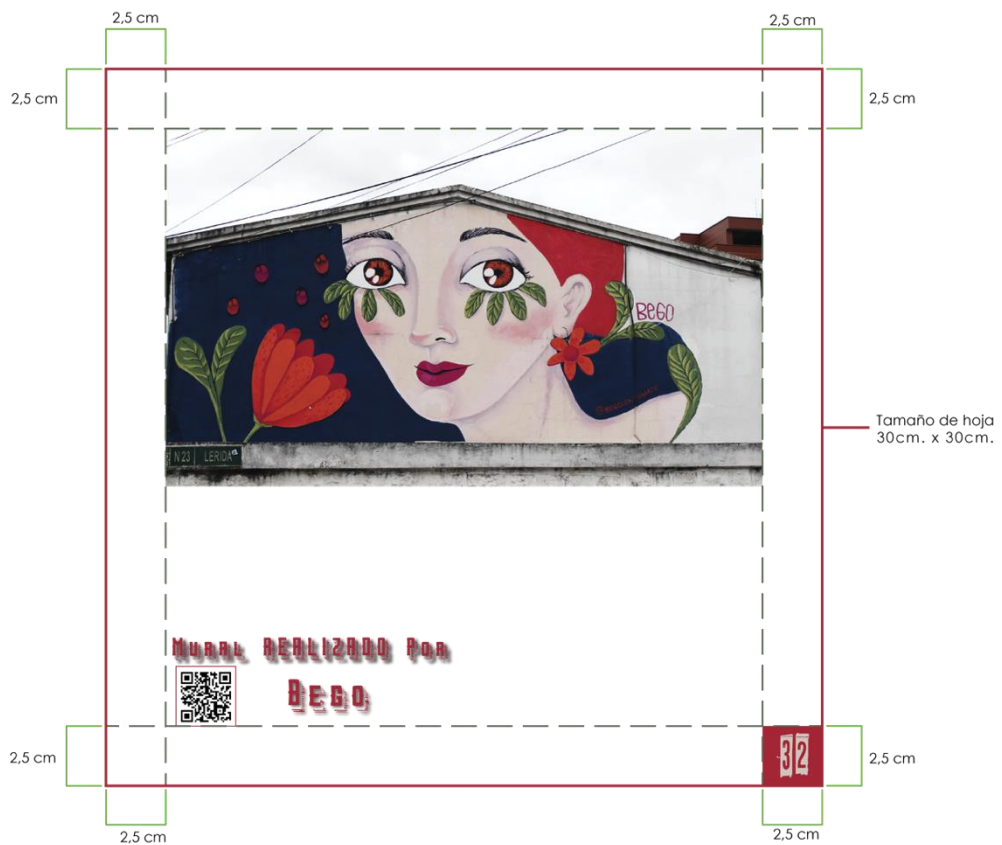 2,5 cm
2,5 cm
2,5 cm
2,5 cm
BEGO
N 23 LERIDA
Tamaño de hoja
30cm. x 30cm.
MURAL REALIZADO POR
BEGO
2,5 cm
32
2,5 cm
2,5 cm
2,5 cm